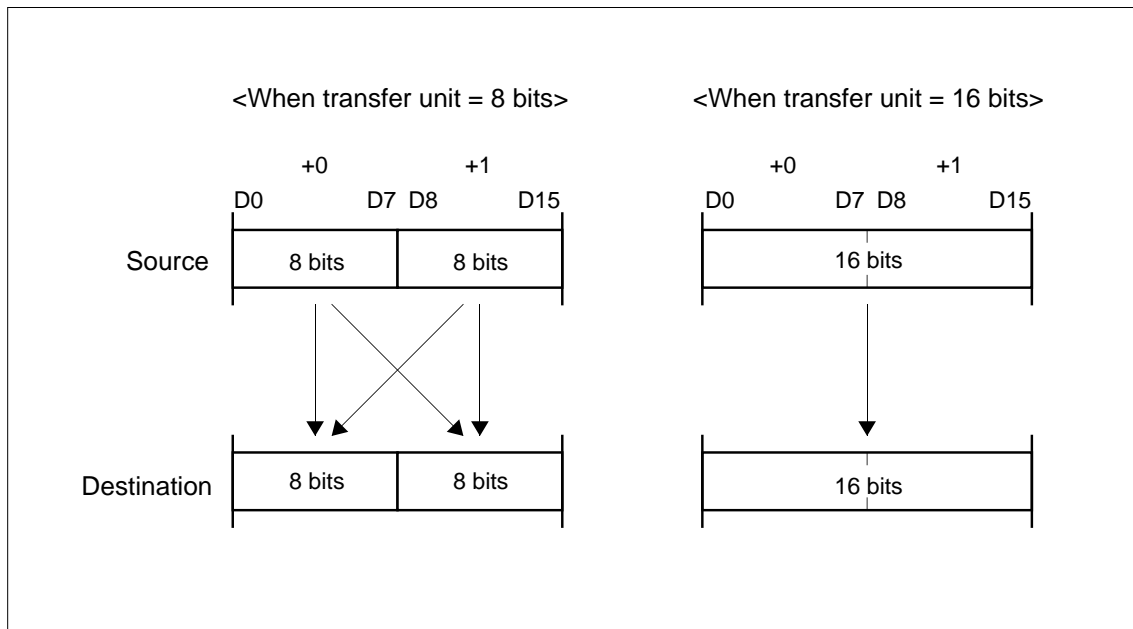 <When transfer unit = 8 bits>
<When transfer unit = 16 bits>
+0 +1
+0 +1
D0 D7 D8 D15
D0 D7 D8 D15
Source
8 bits 8 bits
16 bits
Destination
8 bits 8 bits
16 bits